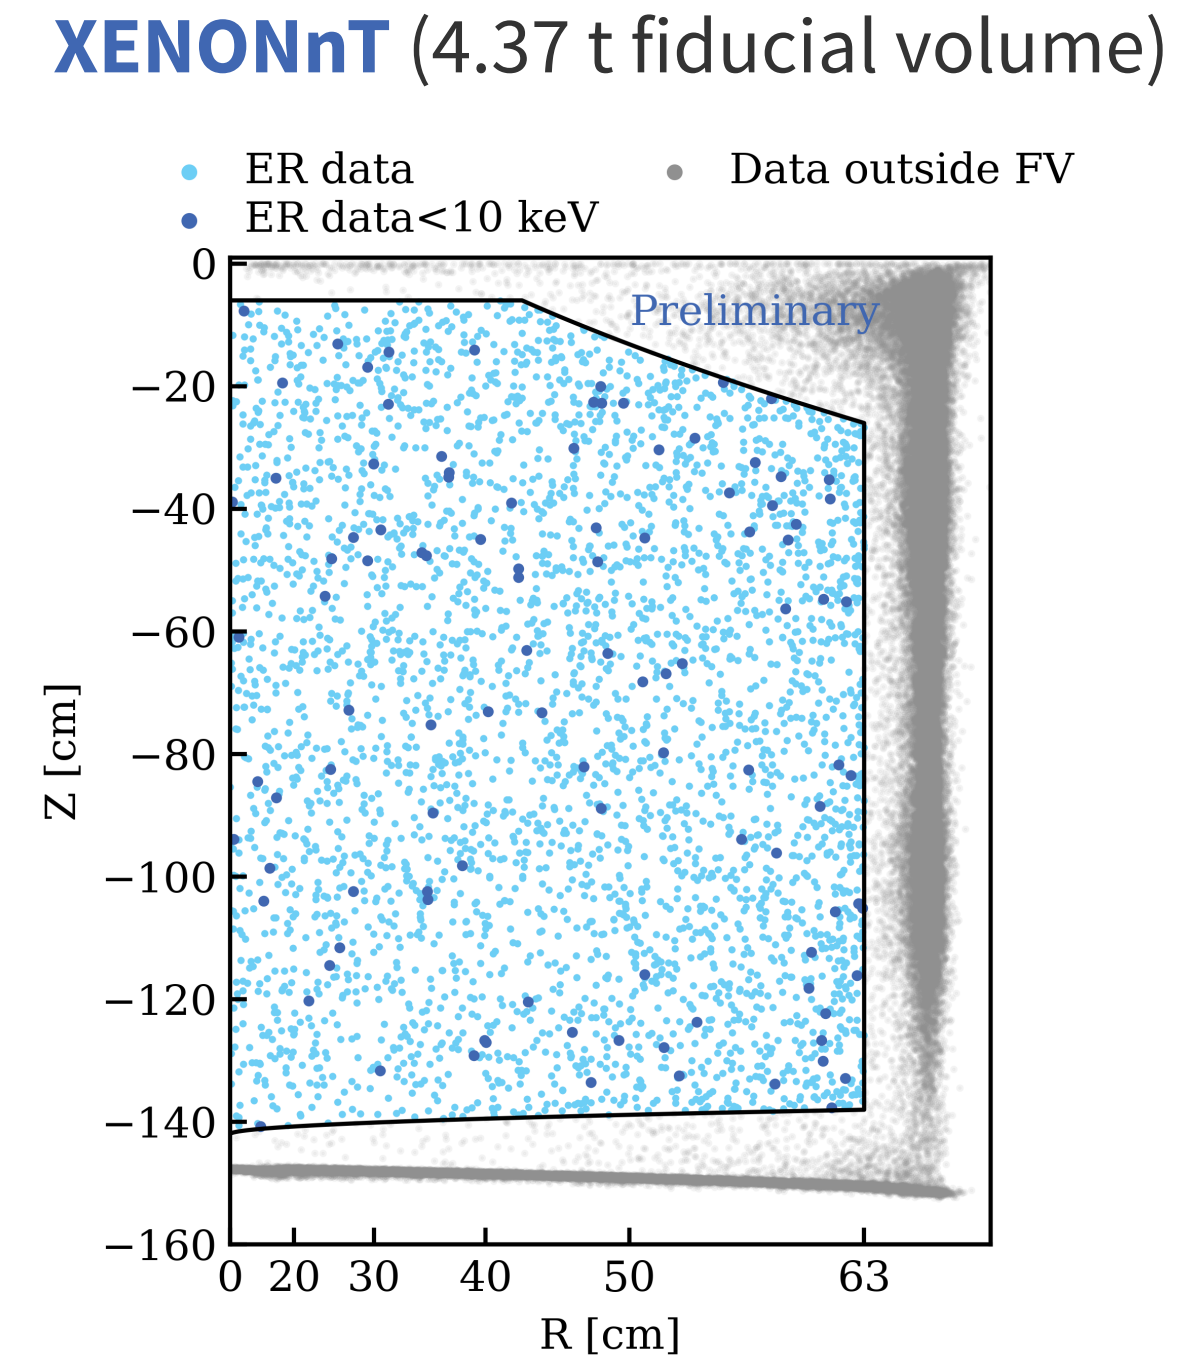 XENONnT (4.37 t fiducial volume)
ER data
Data outside FV
ER data<10 keV
Preliminary
0
−20
−40
−60
−80
−100
−120
−140
−160
Z [cm]
0 20 30 40 50 63
R [cm]